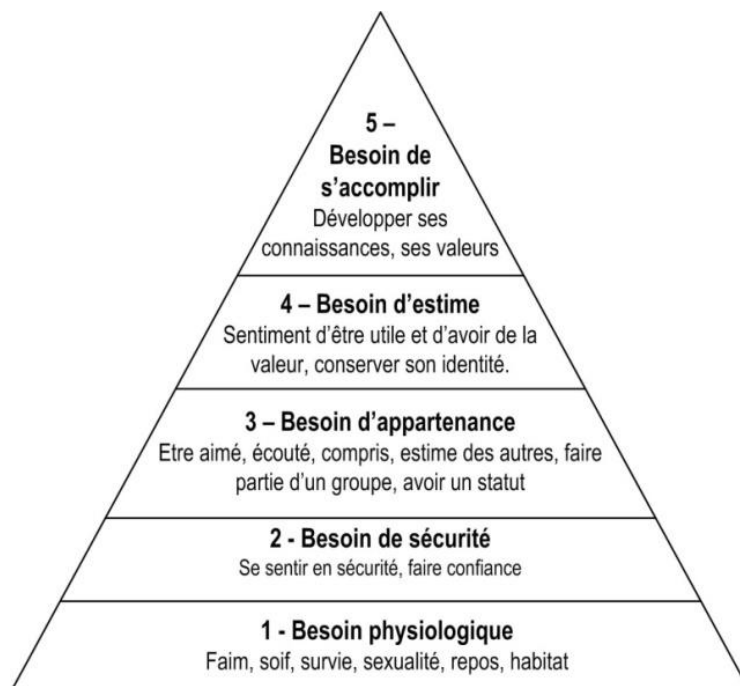 5 –
Besoin de
s’accomplir
Développer ses
connaissances, ses valeurs
4 – Besoin d’estime
Sentiment d’être utile et d’avoir de la
valeur, conserver son identité.
3 – Besoin d’appartenance
Etre aimé, écouté, compris, estime des autres, faire
partie d’un groupe, avoir un statut
2 - Besoin de sécurité
Se sentir en sécurité, faire confiance
1 - Besoin physiologique
Faim, soif, survie, sexualité, repos, habitat